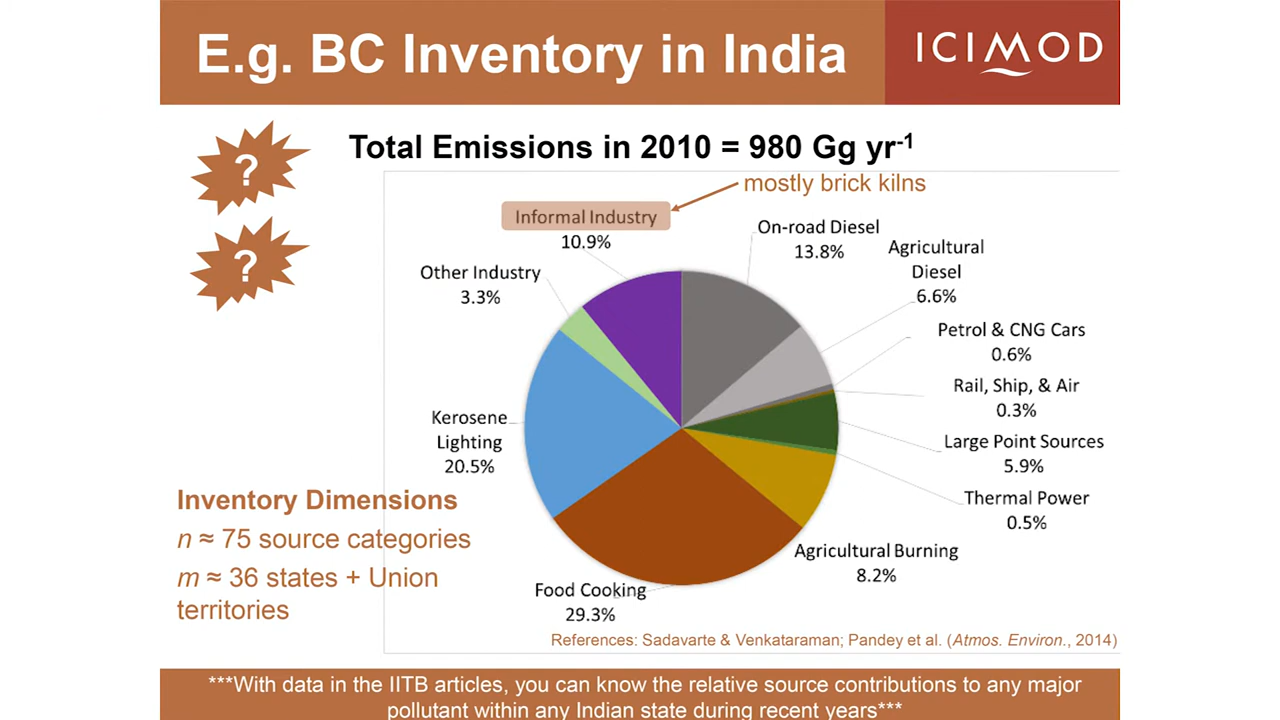 E.g. BC Inventory in India
ICIMOD
?
?
Total Emissions in 2010 = 980 Gg yr⁻¹
mostly brick kilns
Informal Industry
10.9%
On-road Diesel
13.8%
Agricultural
Diesel
6.6%
Other Industry
3.3%
Petrol & CNG Cars
0.6%
Rail, Ship, & Air
0.3%
Kerosene
Lighting
20.5%
Large Point Sources
5.9%
Thermal Power
0.5%
Agricultural Burning
8.2%
Food Cooking
29.3%
Inventory Dimensions
n ≈ 75 source categories
m ≈ 36 states + Union
territories
References: Sadavarte & Venkataraman; Pandey et al. (Atmos. Environ., 2014)
***With data in the IITB articles, you can know the relative source contributions to any major
pollutant within any Indian state during recent years***